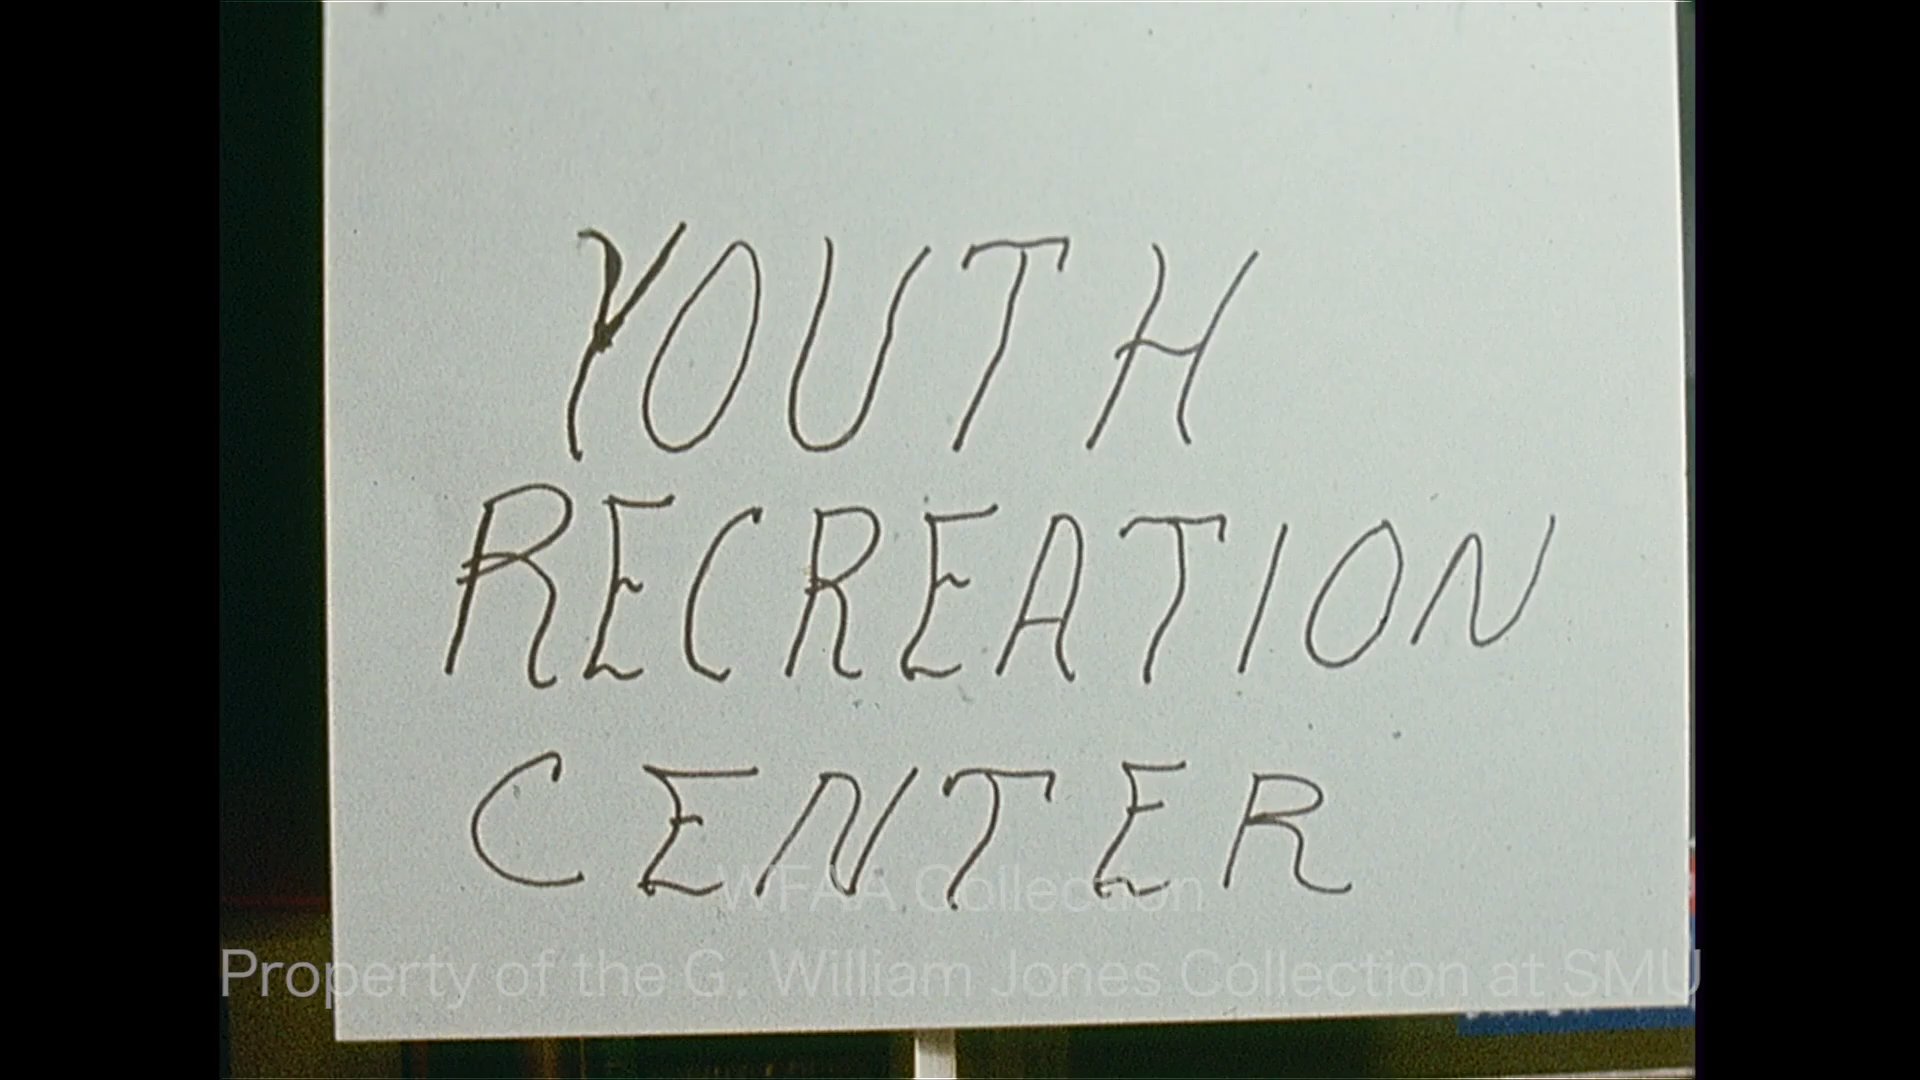 YOUTH
RECREATION
CENTER
WFAA Collection
Property of the G. William Jones Collection at SMU